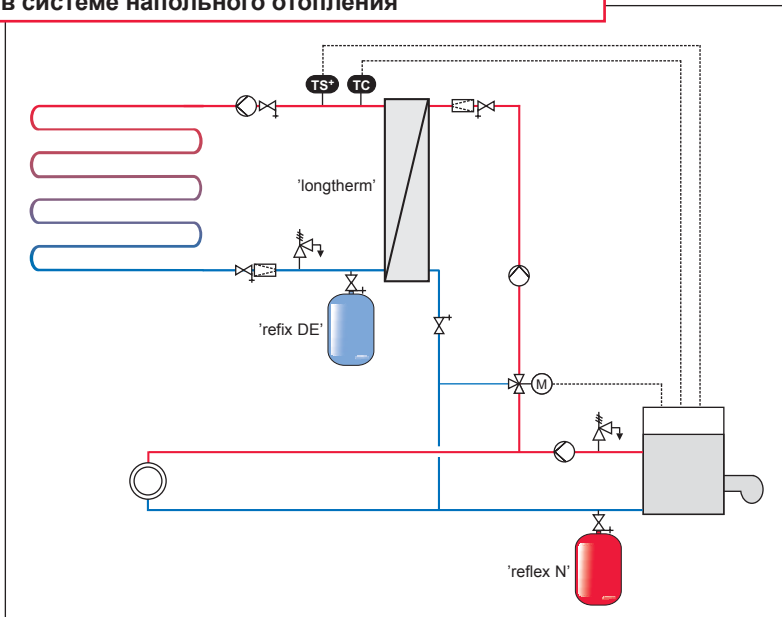 в системе напольного отопления
TS+ TC
'longtherm'
'refix DE'
M
'reflex N'